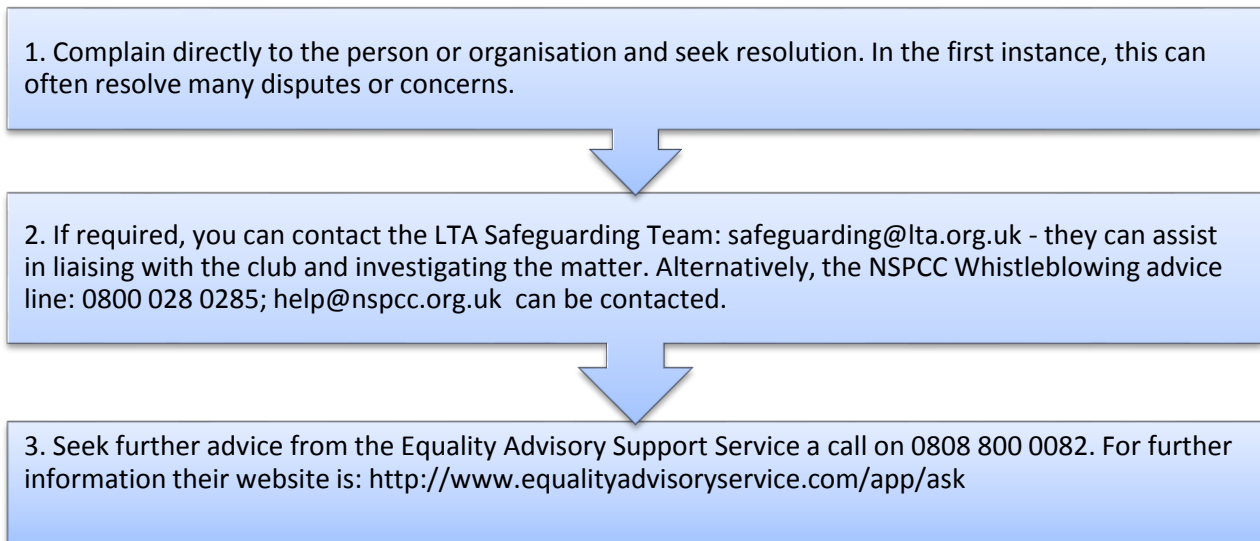 1. Complain directly to the person or organisation and seek resolution. In the first instance, this can
often resolve many disputes or concerns.
2. If required, you can contact the LTA Safeguarding Team: safeguarding@lta.org.uk - they can assist
in liaising with the club and investigating the matter. Alternatively, the NSPCC Whistleblowing advice
line: 0800 028 0285; help@nspcc.org.uk  can be contacted.
3. Seek further advice from the Equality Advisory Support Service a call on 0808 800 0082. For further
information their website is: http://www.equalityadvisoryservice.com/app/ask